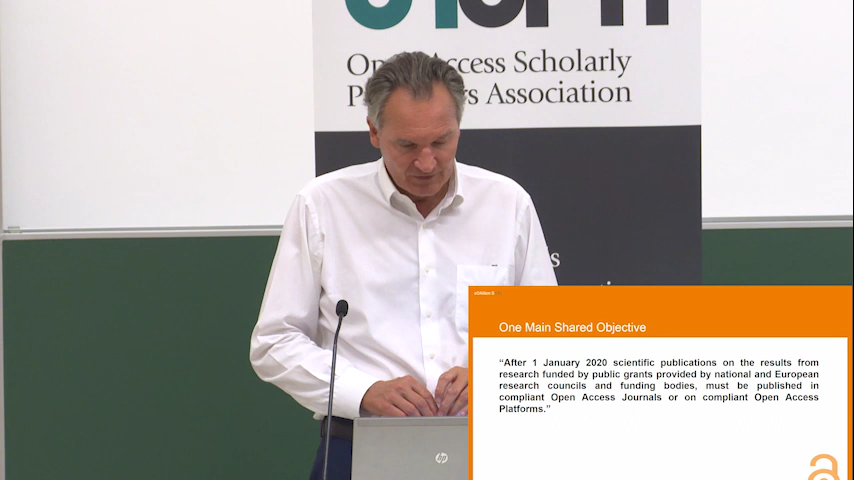 Open Access Scholarly
Association
One Main Shared Objective
“After 1 January 2020 scientific publications on the results from
research funded by public grants provided by national and European
research councils and funding bodies, must be published in
compliant Open Access Journals or on compliant Open Access
Platforms.”
hp